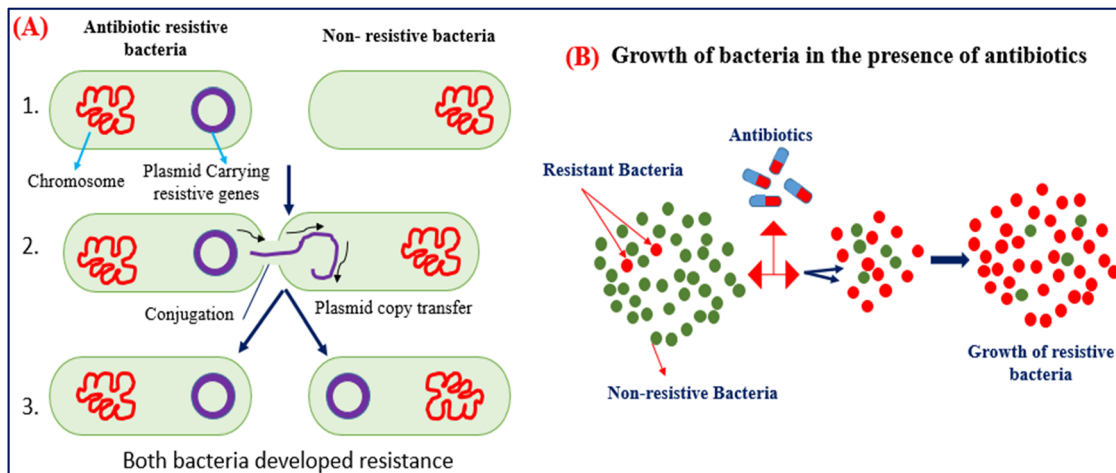 (A)
Antibiotic resistive
bacteria
Non- resistive bacteria
1.
Chromosome
Plasmid Carrying
resistive genes
2.
Conjugation
Plasmid copy transfer
3.
Both bacteria developed resistance
(B) Growth of bacteria in the presence of antibiotics
Antibiotics
Resistant Bacteria
Non-resistive Bacteria
Growth of resistive
bacteria